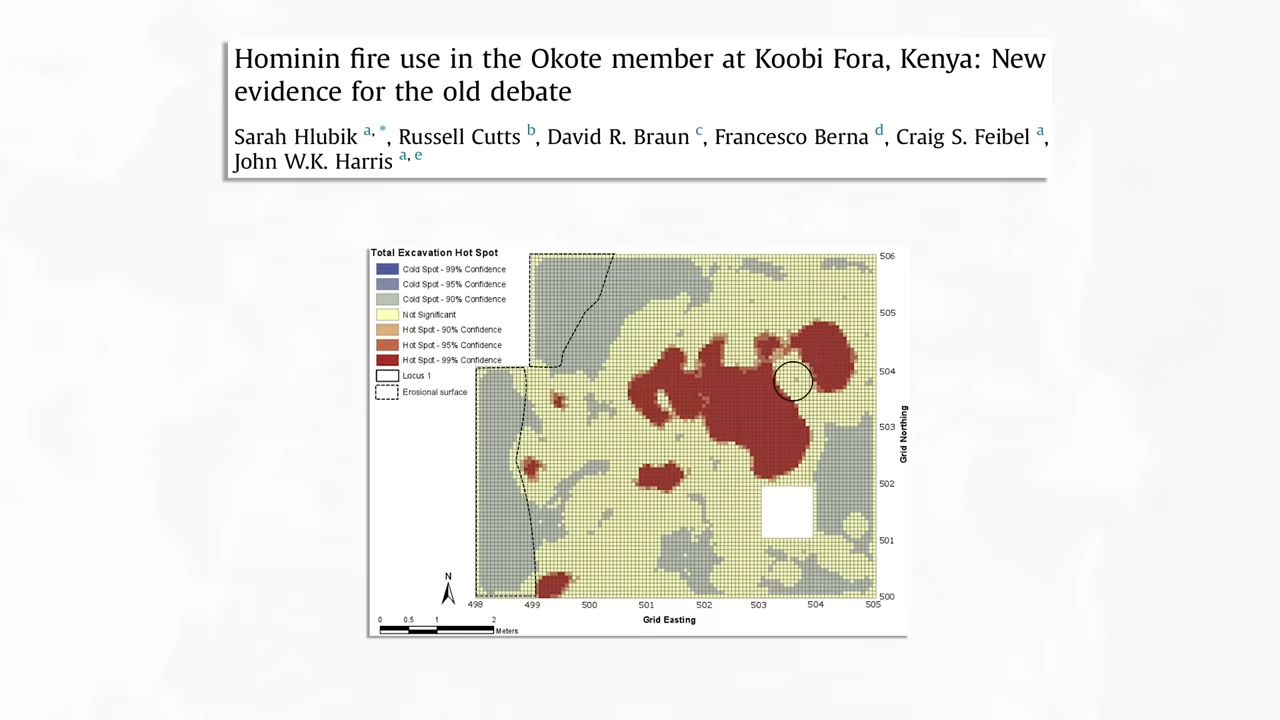 Hominin fire use in the Okote member at Koobi Fora, Kenya: New
evidence for the old debate
Sarah Hlubik a, *, Russell Cutts b, David R. Braun c, Francesco Berna d, Craig S. Feibel a,
John W.K. Harris a, e
Total Excavation Hot Spot
Cold Spot - 99% Confidence
Cold Spot - 95% Confidence
Cold Spot - 90% Confidence
Not Significant
Hot Spot - 90% Confidence
Hot Spot - 95% Confidence
Hot Spot - 99% Confidence
Locus 1
Erosional surface
506
505
504
503
502
501
500
Grid Northing
498 499 500 501 502 503 504 505
Grid Easting
N
0 0.5 1 2
Meters